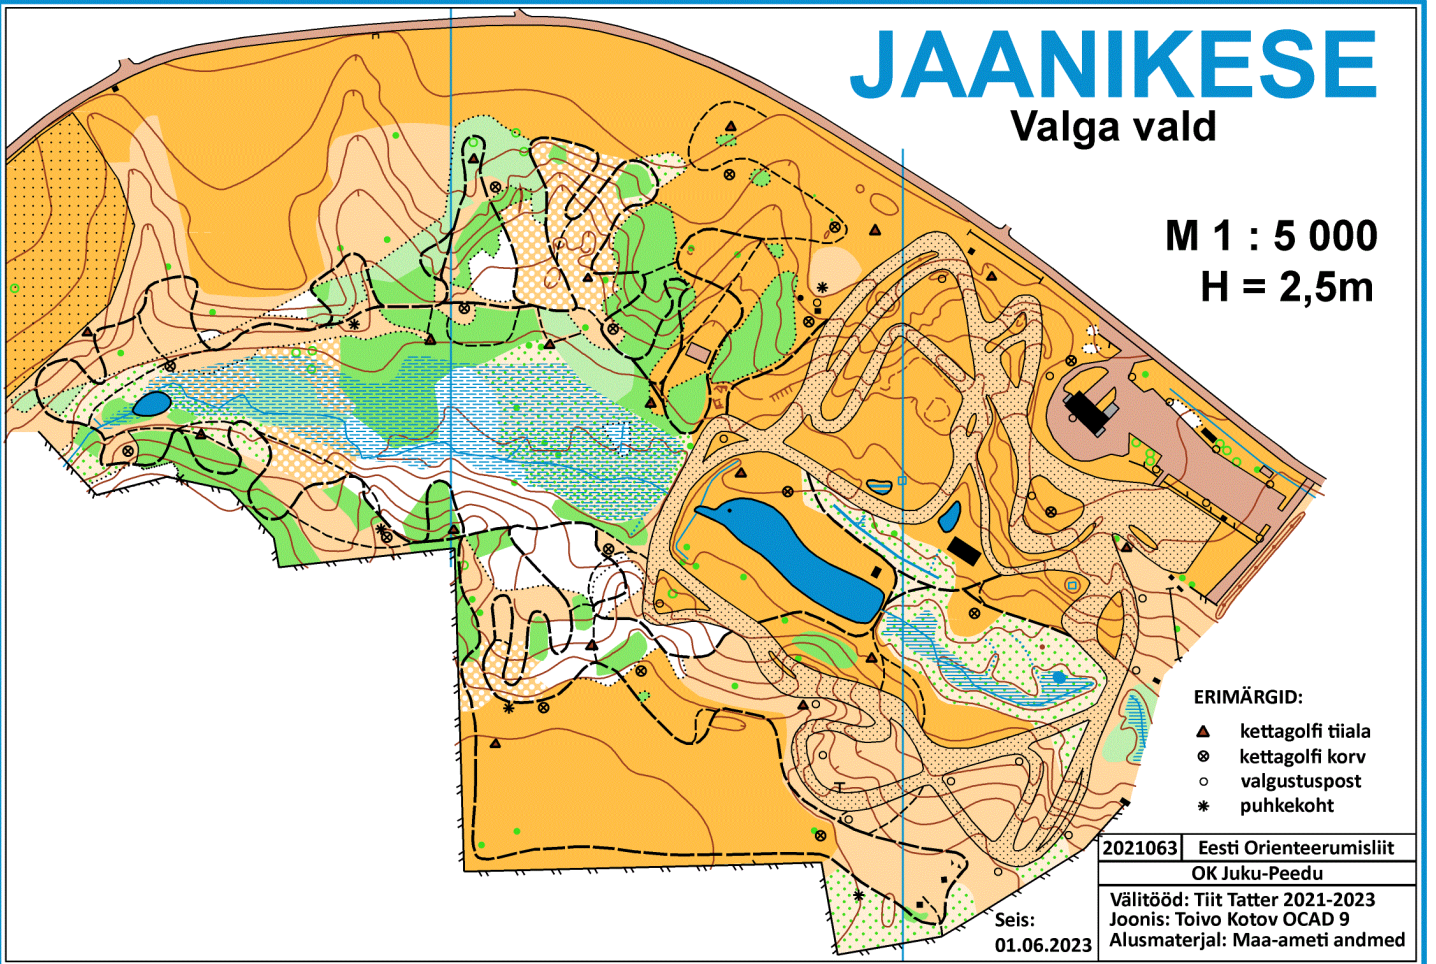 JAANIKESE
Valga vald
M 1 : 5 000
H = 2,5m
ERIMÄRGID:
kettagolfi tiiala
kettagolfi korv
valgustuspost
puhkekoht
2021063 Eesti Orienteerumisliit
OK Juku-Peedu
Välitööd: Tiit Tatter 2021-2023
Joonis: Toivo Kotov OCAD 9
Alusmaterjal: Maa-ameti andmed
Seis:
01.06.2023